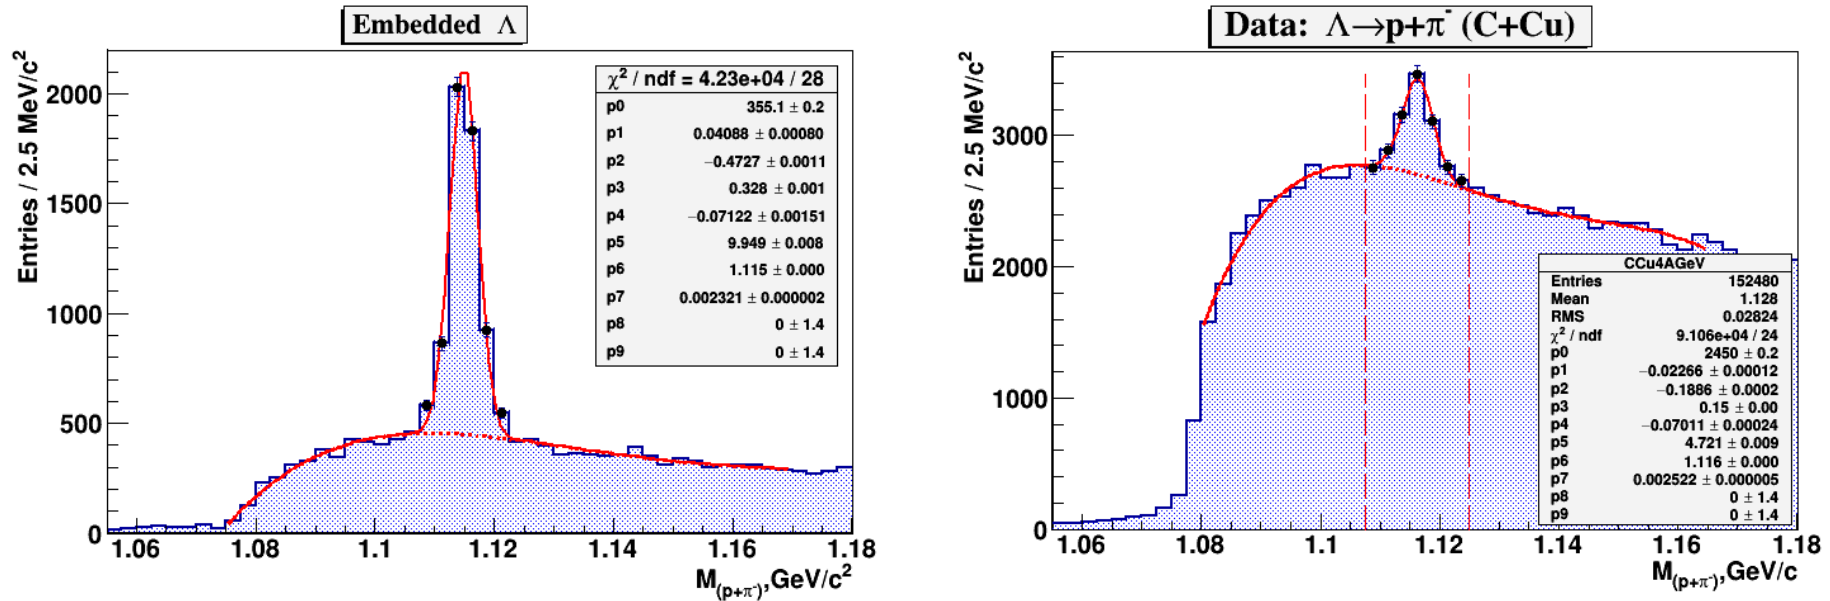 Embedded Λ
Entries / 2.5 MeV/c²
2000
1500
1000
500
0
χ² / ndf = 4.23e+04 / 28
p0 355.1 ± 0.2
p1 0.04088 ± 0.00080
p2 −0.4727 ± 0.0011
p3 0.328 ± 0.001
p4 −0.07122 ± 0.00151
p5 9.949 ± 0.008
p6 1.115 ± 0.000
p7 0.002321 ± 0.000002
p8 0 ± 1.4
p9 0 ± 1.4
1.06 1.08 1.1 1.12 1.14 1.16 1.18
M(p+π⁻),GeV/c²
Data: Λ→p+π⁻ (C+Cu)
Entries / 2.5 MeV/c²
3000
2000
1000
0
CCu4AGeV
Entries 152480
Mean 1.128
RMS 0.02824
χ² / ndf 9.106e+04 / 24
p0 2450 ± 0.2
p1 −0.02266 ± 0.00012
p2 −0.1886 ± 0.0002
p3 0.15 ± 0.00
p4 −0.07011 ± 0.00024
p5 4.721 ± 0.009
p6 1.116 ± 0.000
p7 0.002522 ± 0.000005
p8 0 ± 1.4
p9 0 ± 1.4
1.06 1.08 1.1 1.12 1.14 1.16 1.18
M(p+π⁻),GeV/c